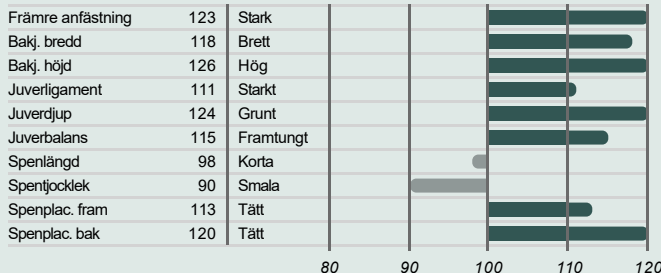 Främre anfästning 123 Stark
Bakj. bredd 118 Brett
Bakj. höjd 126 Hög
Juverligament 111 Starkt
Juverdjup 124 Grunt
Juverbalans 115 Framtungt
Spenlängd 98 Korta
Spentjocklek 90 Smala
Spenplac. fram 113 Tätt
Spenplac. bak 120 Tätt
80 90 100 110 120